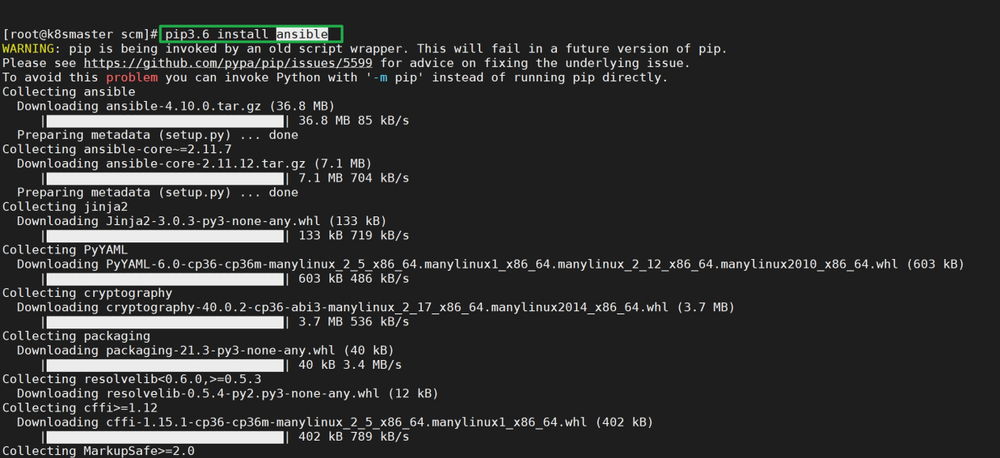 [root@k8smaster scm]# pip3.6 install ansible
WARNING: pip is being invoked by an old script wrapper. This will fail in a future version of pip.
Please see https://github.com/pypa/pip/issues/5599 for advice on fixing the underlying issue.
To avoid this problem you can invoke Python with '-m pip' instead of running pip directly.
Collecting ansible
  Downloading ansible-4.10.0.tar.gz (36.8 MB)
     |████████████████████████████████| 36.8 MB 85 kB/s
  Preparing metadata (setup.py) ... done
Collecting ansible-core~=2.11.7
  Downloading ansible-core-2.11.12.tar.gz (7.1 MB)
     |████████████████████████████████| 7.1 MB 704 kB/s
  Preparing metadata (setup.py) ... done
Collecting jinja2
  Downloading Jinja2-3.0.3-py3-none-any.whl (133 kB)
     |████████████████████████████████| 133 kB 719 kB/s
Collecting PyYAML
  Downloading PyYAML-6.0-cp36-cp36m-manylinux_2_5_x86_64.manylinux1_x86_64.manylinux_2_12_x86_64.manylinux2010_x86_64.whl (603 kB)
     |████████████████████████████████| 603 kB 486 kB/s
Collecting cryptography
  Downloading cryptography-40.0.2-cp36-abi3-manylinux_2_17_x86_64.manylinux2014_x86_64.whl (3.7 MB)
     |████████████████████████████████| 3.7 MB 536 kB/s
Collecting packaging
  Downloading packaging-21.3-py3-none-any.whl (40 kB)
     |████████████████████████████████| 40 kB 3.4 MB/s
Collecting resolvelib<0.6.0,>=0.5.3
  Downloading resolvelib-0.5.4-py2.py3-none-any.whl (12 kB)
Collecting cffi>=1.12
  Downloading cffi-1.15.1-cp36-cp36m-manylinux_2_5_x86_64.manylinux1_x86_64.whl (402 kB)
     |████████████████████████████████| 402 kB 789 kB/s
Collecting MarkupSafe>=2.0